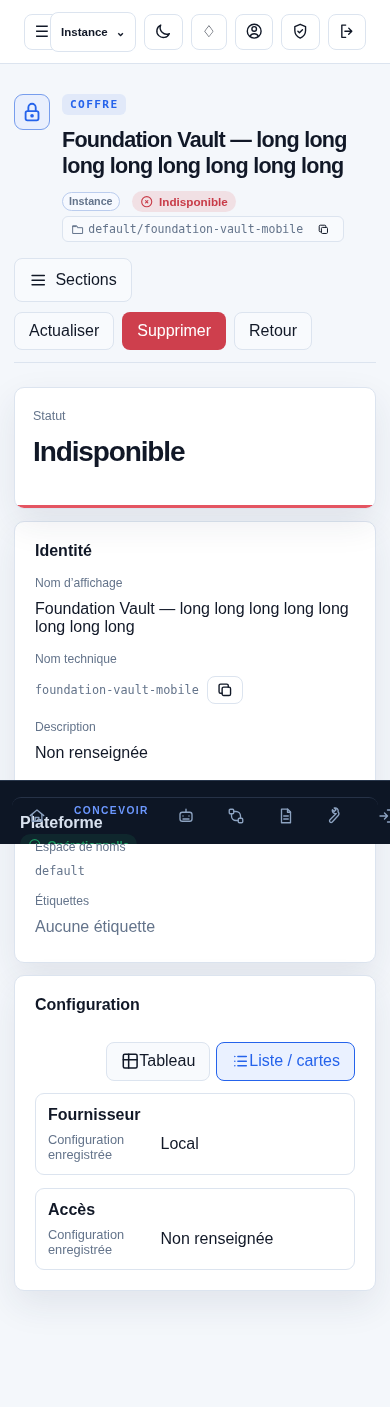 Instance
COFFRE
Foundation Vault — long long
long long long long long long
Instance
Indisponible
default/foundation-vault-mobile
Sections
Actualiser
Supprimer
Retour
Statut
Indisponible
Identité
Nom d’affichage
Foundation Vault — long long long long long
long long long
Nom technique
foundation-vault-mobile
Description
Non renseignée
CONCEVOIR
Plateforme
Espace de noms
default
Étiquettes
Aucune étiquette
Configuration
Tableau
Liste / cartes
Fournisseur
Configuration
enregistrée
Local
Accès
Configuration
enregistrée
Non renseignée